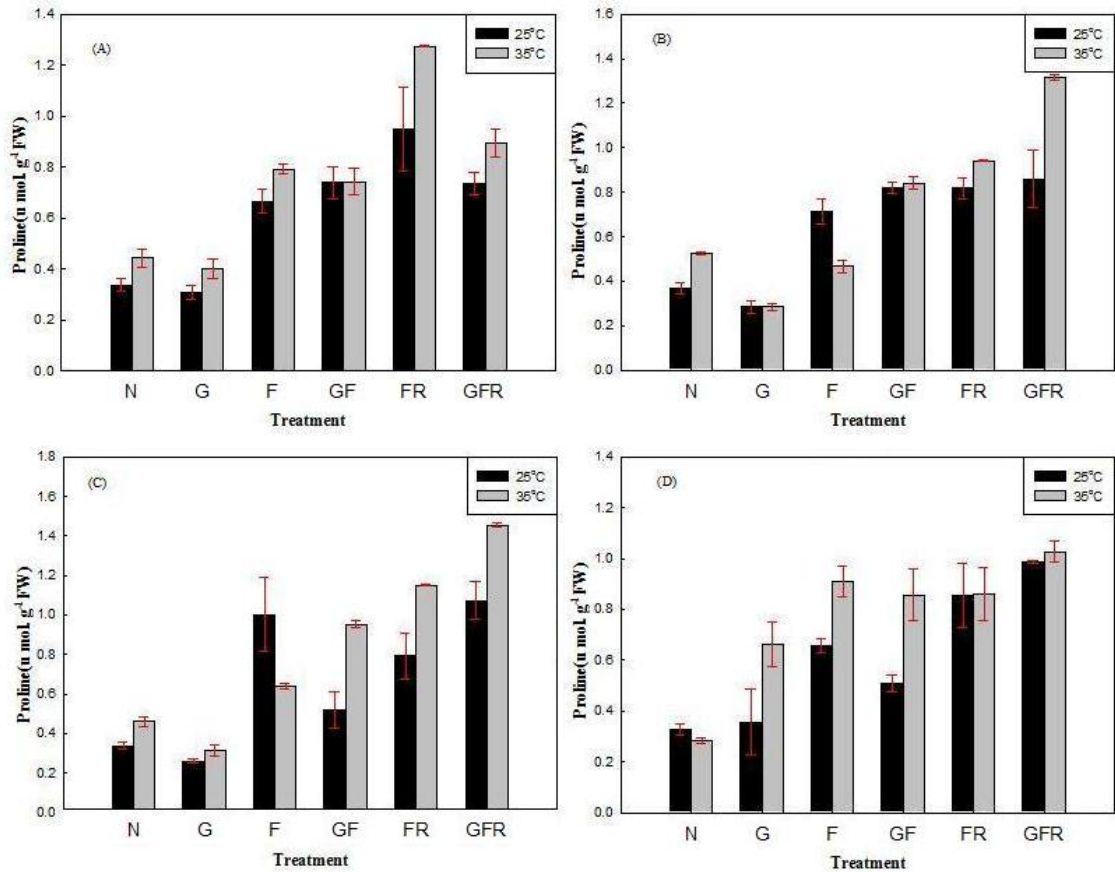 (A)
25°C
35°C
Proline(u mol. g-1 FW)
1.4
1.2
1.0
0.8
0.6
0.4
0.2
0.0
N G F GF FR GFR
Treatment
(B)
25°C
35°C
Proline(u mol. g-1 FW)
1.6
1.4
1.2
1.0
0.8
0.6
0.4
0.2
0.0
N G F GF FR GFR
Treatment
(C)
25°C
35°C
Proline(u mol. g-1 FW)
1.8
1.6
1.4
1.2
1.0
0.8
0.6
0.4
0.2
0.0
N G F GF FR GFR
Treatment
(D)
25°C
35°C
Proline(u mol. g-1 FW)
1.4
1.2
1.0
0.8
0.6
0.4
0.2
0.0
N G F GF FR GFR
Treatment